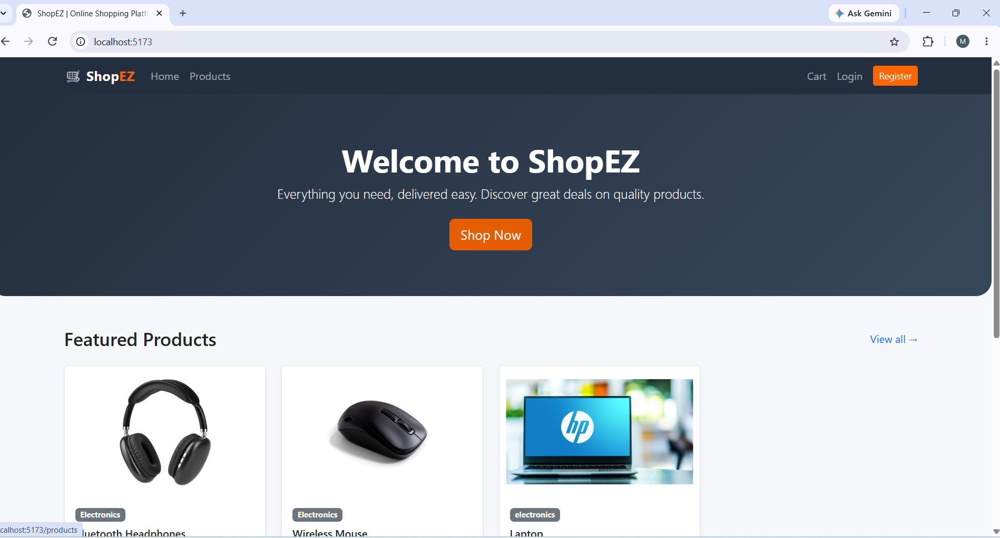 ShopEZ | Online Shopping Platf
Ask Gemini
localhost:5173
M
ShopEZ Home Products Cart Login Register
Welcome to ShopEZ
Everything you need, delivered easy. Discover great deals on quality products.
Shop Now
Featured Products
View all →
hp
Electronics Electronics electronics
luetooth Headphones Wireless Mouse Laptop
calhost:5173/products